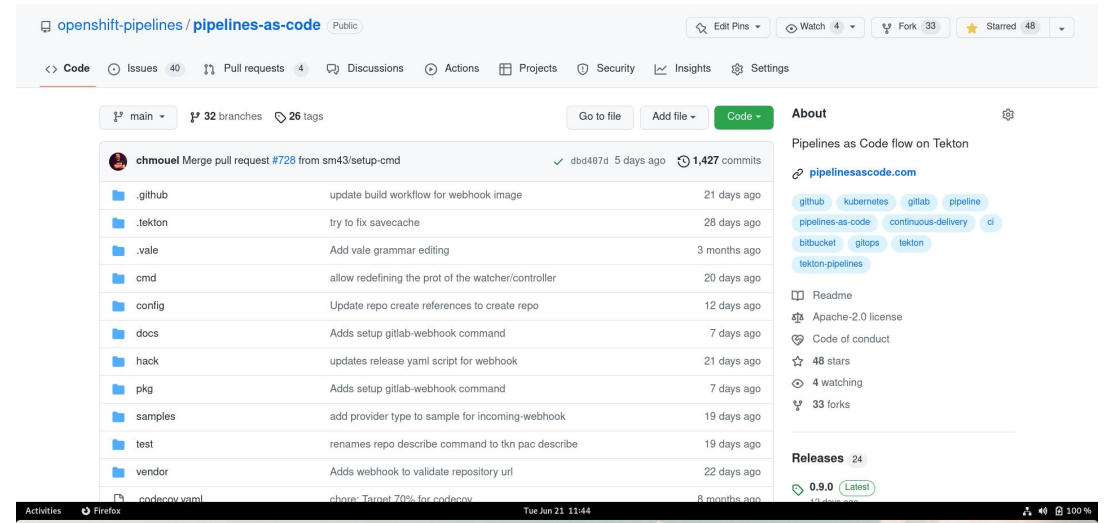 openshift-pipelines / pipelines-as-code Public
Edit Pins Watch 4 Fork 33 Starred 48
Code Issues 40 Pull requests 4 Discussions Actions Projects Security Insights Settings
main 32 branches 26 tags Go to file Add file Code
chmouel Merge pull request #728 from sm43/setup-cmd dbd407d 5 days ago 1,427 commits
.github update build workflow for webhook image 21 days ago
.tekton try to fix savecache 28 days ago
.vale Add vale grammar editing 3 months ago
cmd allow redefining the prot of the watcher/controller 20 days ago
config Update repo create references to create repo 12 days ago
docs Adds setup gitlab-webhook command 7 days ago
hack updates release yaml script for webhook 21 days ago
pkg Adds setup gitlab-webhook command 7 days ago
samples add provider type to sample for incoming-webhook 19 days ago
test renames repo describe command to tkn pac describe 19 days ago
vendor Adds webhook to validate repository url 22 days ago
.codecov.yaml chore: Target 70% for codecov 8 months ago
About
Pipelines as Code flow on Tekton
pipelinesascode.com
github kubernetes gitlab pipeline
pipelines-as-code continuous-delivery ci
bitbucket gitops tekton
tekton-pipelines
Readme
Apache-2.0 license
Code of conduct
48 stars
4 watching
33 forks
Releases 24
0.9.0 Latest
12 days ago
Activities Firefox Tue Jun 21 11:44 100 %